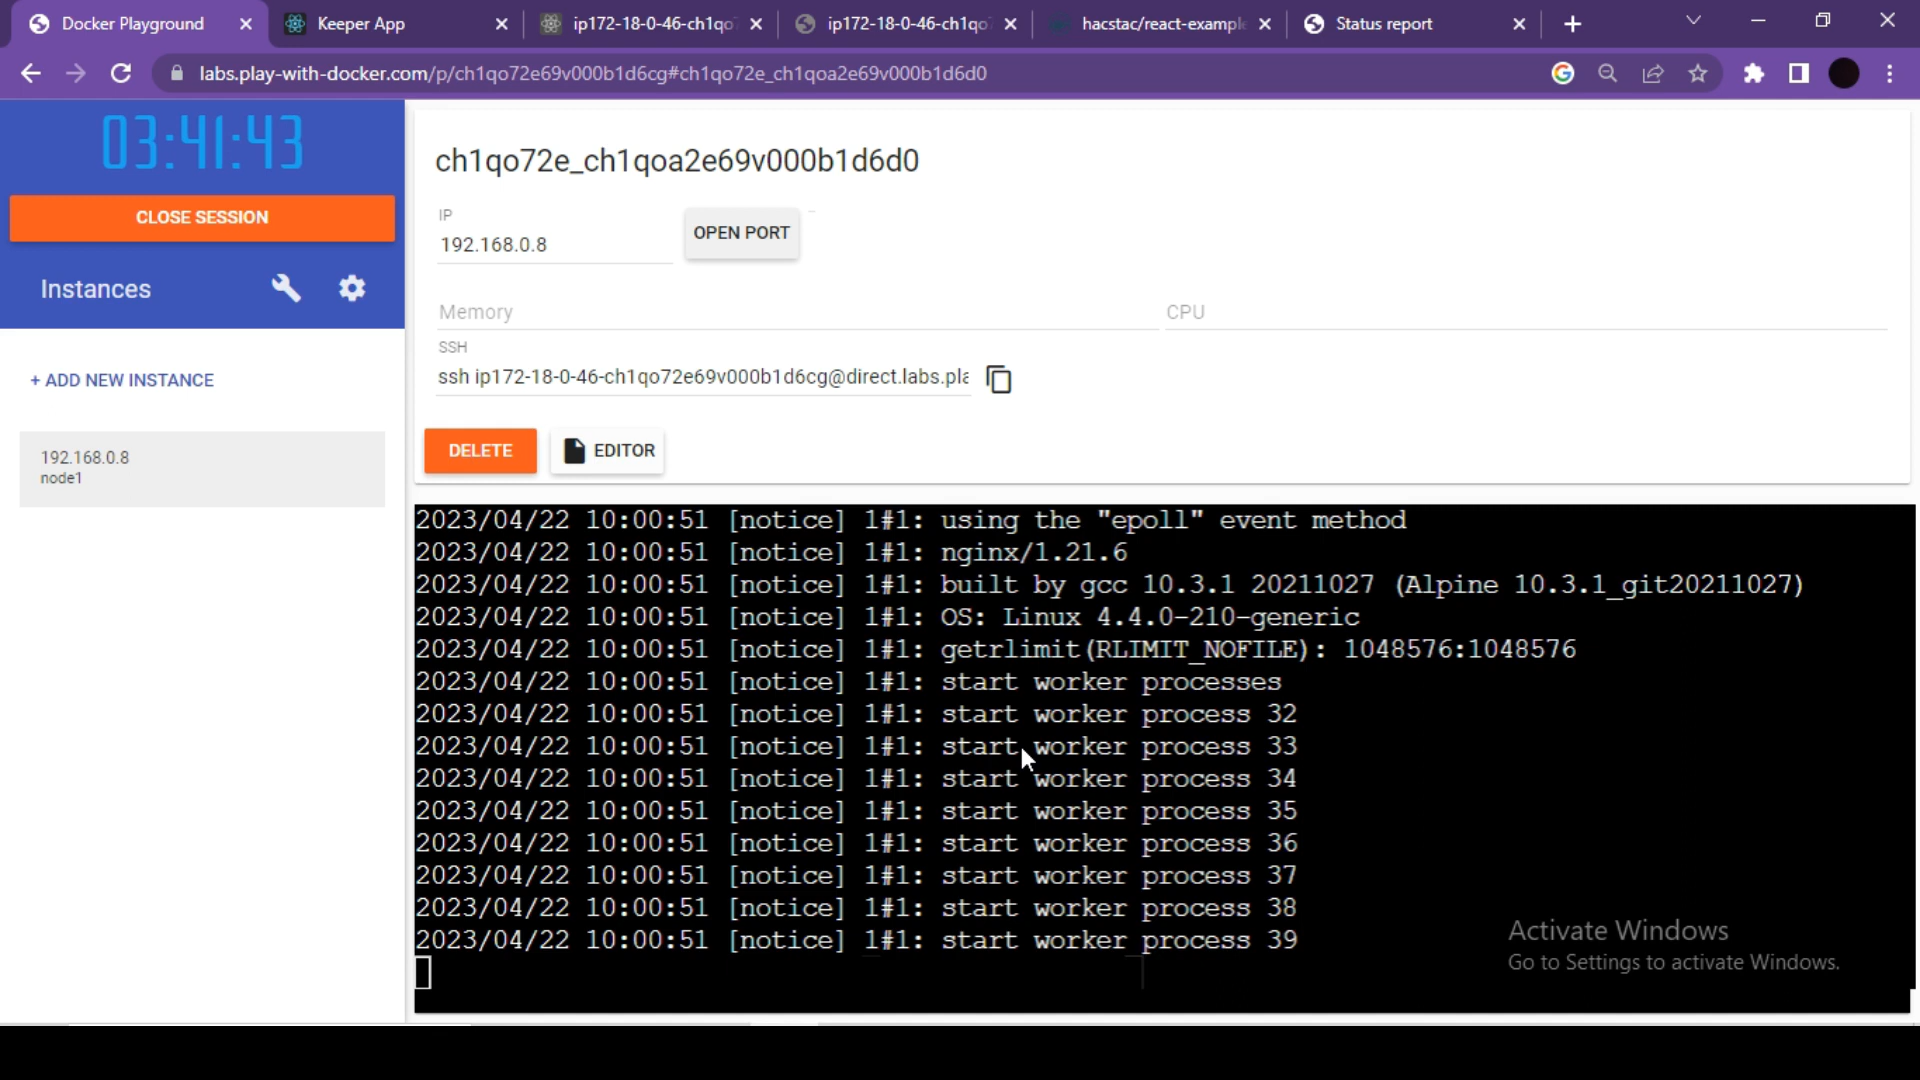 Docker Playground
Keeper App
ip172-18-0-46-ch1qo
ip172-18-0-46-ch1qo
hacstac/react-example
Status report
labs.play-with-docker.com/p/ch1qo72e69v000b1d6cg#ch1qo72e_ch1qoa2e69v000b1d6d0
03:41:43
CLOSE SESSION
Instances
+ ADD NEW INSTANCE
192.168.0.8
node1
ch1qo72e_ch1qoa2e69v000b1d6d0
IP
192.168.0.8
OPEN PORT
Memory
CPU
SSH
ssh ip172-18-0-46-ch1qo72e69v000b1d6cg@direct.labs.pla
DELETE
EDITOR
2023/04/22 10:00:51 [notice] 1#1: using the "epoll" event method
2023/04/22 10:00:51 [notice] 1#1: nginx/1.21.6
2023/04/22 10:00:51 [notice] 1#1: built by gcc 10.3.1 20211027 (Alpine 10.3.1_git20211027)
2023/04/22 10:00:51 [notice] 1#1: OS: Linux 4.4.0-210-generic
2023/04/22 10:00:51 [notice] 1#1: getrlimit(RLIMIT_NOFILE): 1048576:1048576
2023/04/22 10:00:51 [notice] 1#1: start worker processes
2023/04/22 10:00:51 [notice] 1#1: start worker process 32
2023/04/22 10:00:51 [notice] 1#1: start worker process 33
2023/04/22 10:00:51 [notice] 1#1: start worker process 34
2023/04/22 10:00:51 [notice] 1#1: start worker process 35
2023/04/22 10:00:51 [notice] 1#1: start worker process 36
2023/04/22 10:00:51 [notice] 1#1: start worker process 37
2023/04/22 10:00:51 [notice] 1#1: start worker process 38
2023/04/22 10:00:51 [notice] 1#1: start worker process 39
Activate Windows
Go to Settings to activate Windows.